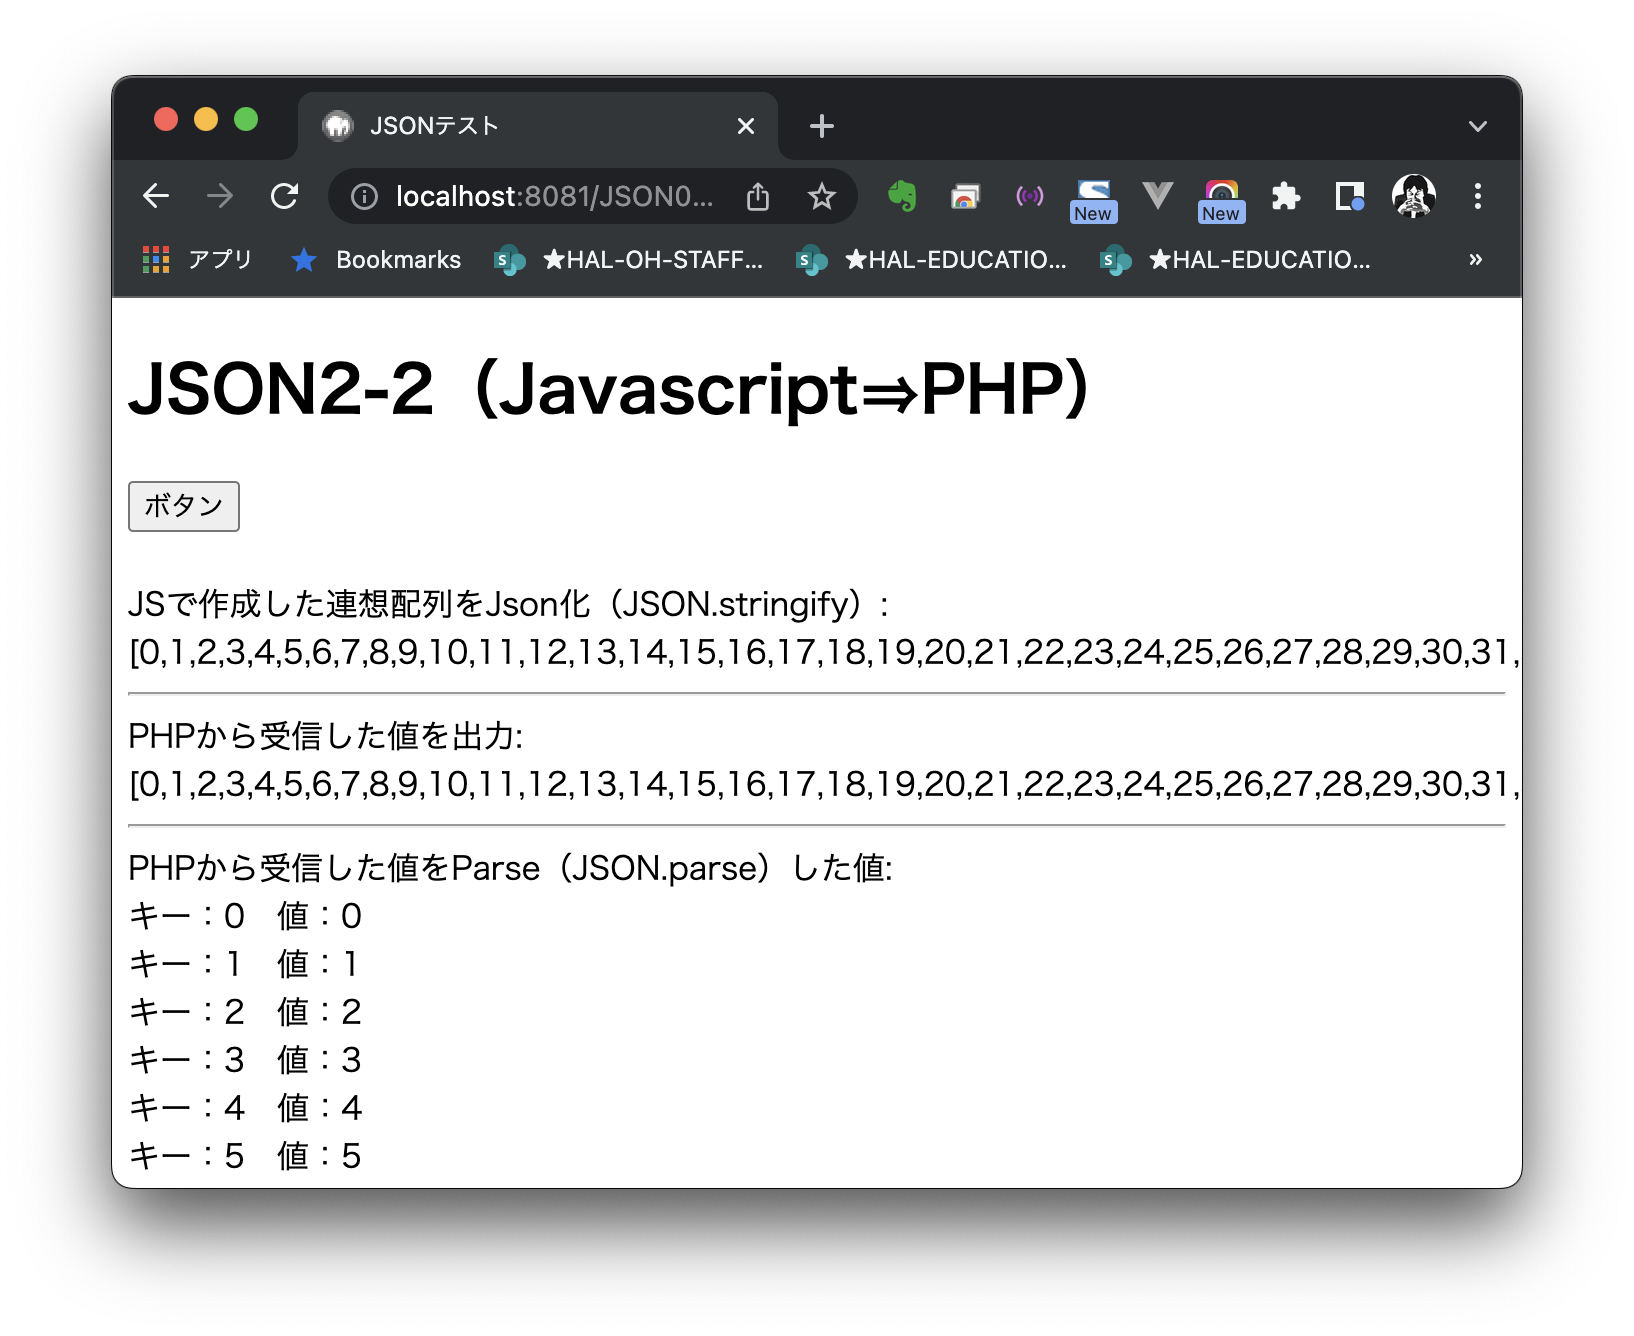 JSONテスト
localhost:8081/JSON0...
New
New
アプリ
Bookmarks
★HAL-OH-STAFF...
★HAL-EDUCATIO...
★HAL-EDUCATIO...
»
JSON2-2（Javascript⇒PHP）
ボタン
JSで作成した連想配列をJson化（JSON.stringify）:
[0,1,2,3,4,5,6,7,8,9,10,11,12,13,14,15,16,17,18,19,20,21,22,23,24,25,26,27,28,29,30,31,
PHPから受信した値を出力:
[0,1,2,3,4,5,6,7,8,9,10,11,12,13,14,15,16,17,18,19,20,21,22,23,24,25,26,27,28,29,30,31,
PHPから受信した値をParse（JSON.parse）した値:
キー：0　値：0
キー：1　値：1
キー：2　値：2
キー：3　値：3
キー：4　値：4
キー：5　値：5